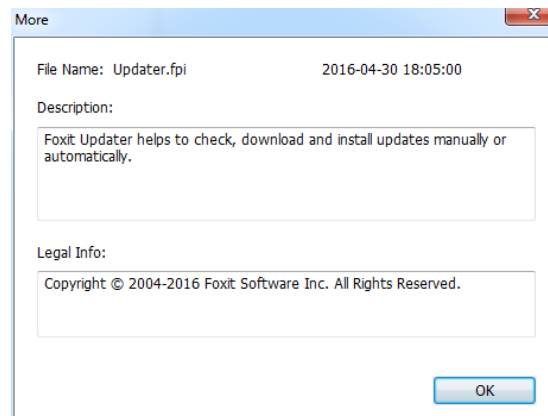 More
File Name: Updater.fpi 2016-04-30 18:05:00
Description:
Foxit Updater helps to check, download and install updates manually or
automatically.
Legal Info:
Copyright © 2004-2016 Foxit Software Inc. All Rights Reserved.
OK